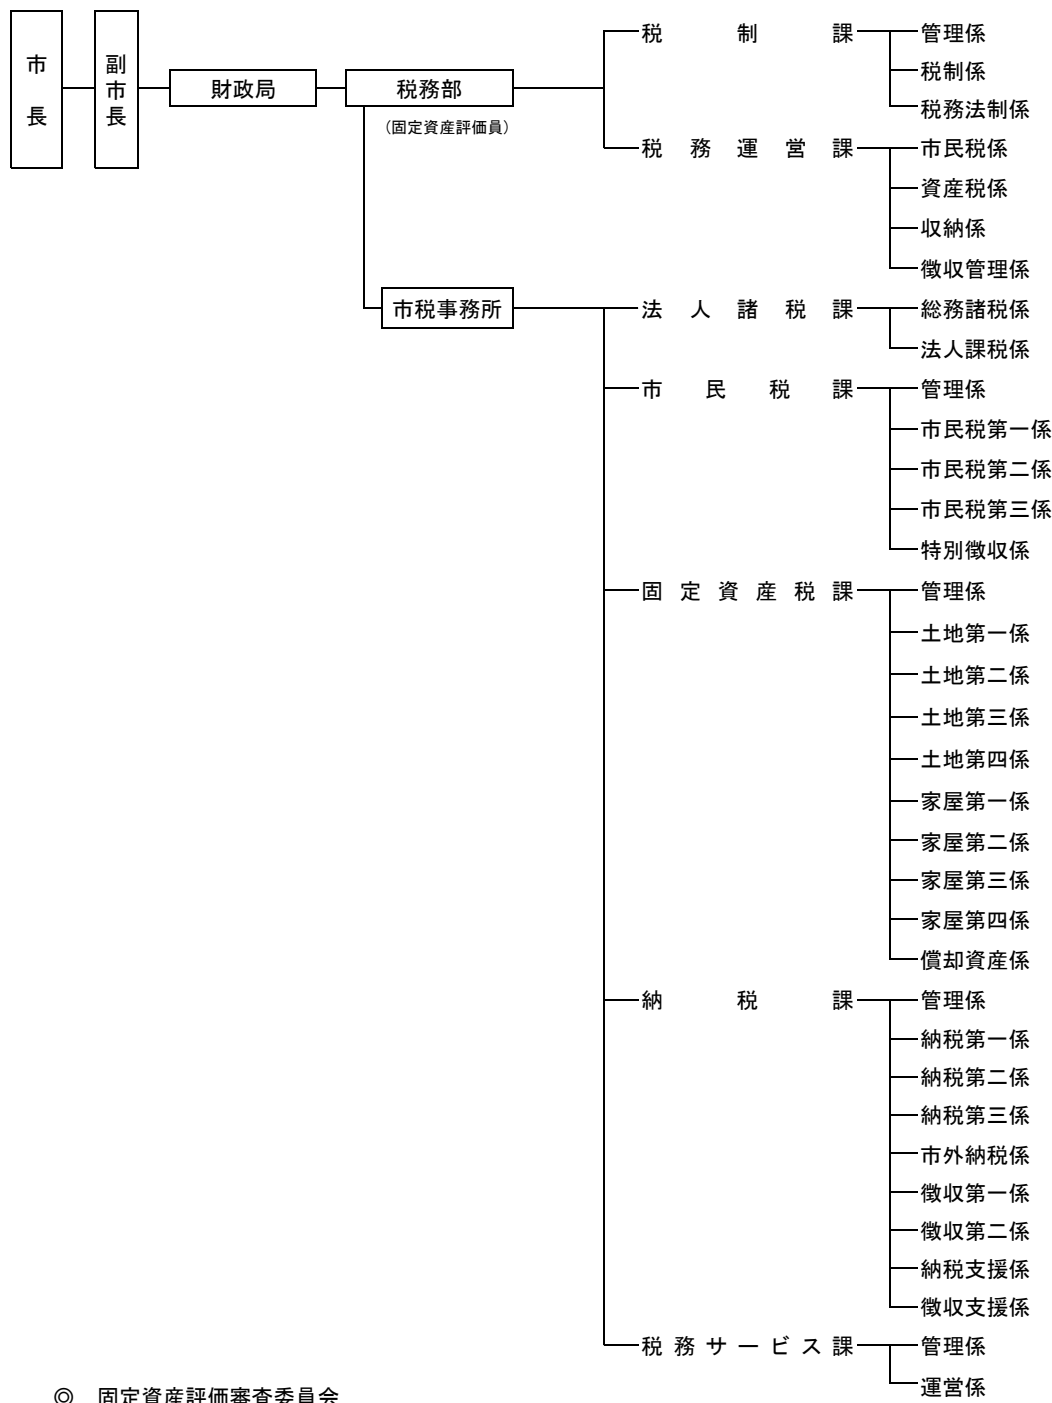 市長
副市長
財政局
税務部
（固定資産評価員）
税制課
管理係
税制係
税務法制係
税務運営課
市民税係
資産税係
収納係
徴収管理係
市税事務所
法人諸税課
総務諸税係
法人課税係
市民税課
管理係
市民税第一係
市民税第二係
市民税第三係
特別徴収係
固定資産税課
管理係
土地第一係
土地第二係
土地第三係
土地第四係
家屋第一係
家屋第二係
家屋第三係
家屋第四係
償却資産係
納税課
管理係
納税第一係
納税第二係
納税第三係
市外納税係
徴収第一係
徴収第二係
納税支援係
徴収支援係
税務サービス課
管理係
運営係
◎　固定資産評価審査委員会